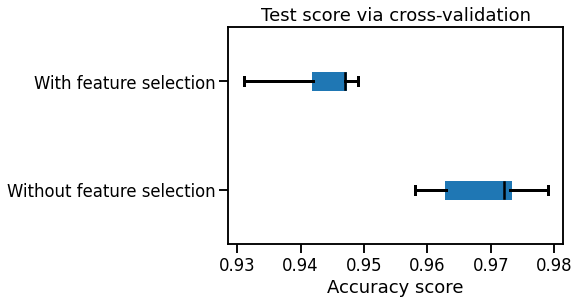 Test score via cross-validation
With feature selection
Without feature selection
0.93 0.94 0.95 0.96 0.97 0.98
Accuracy score